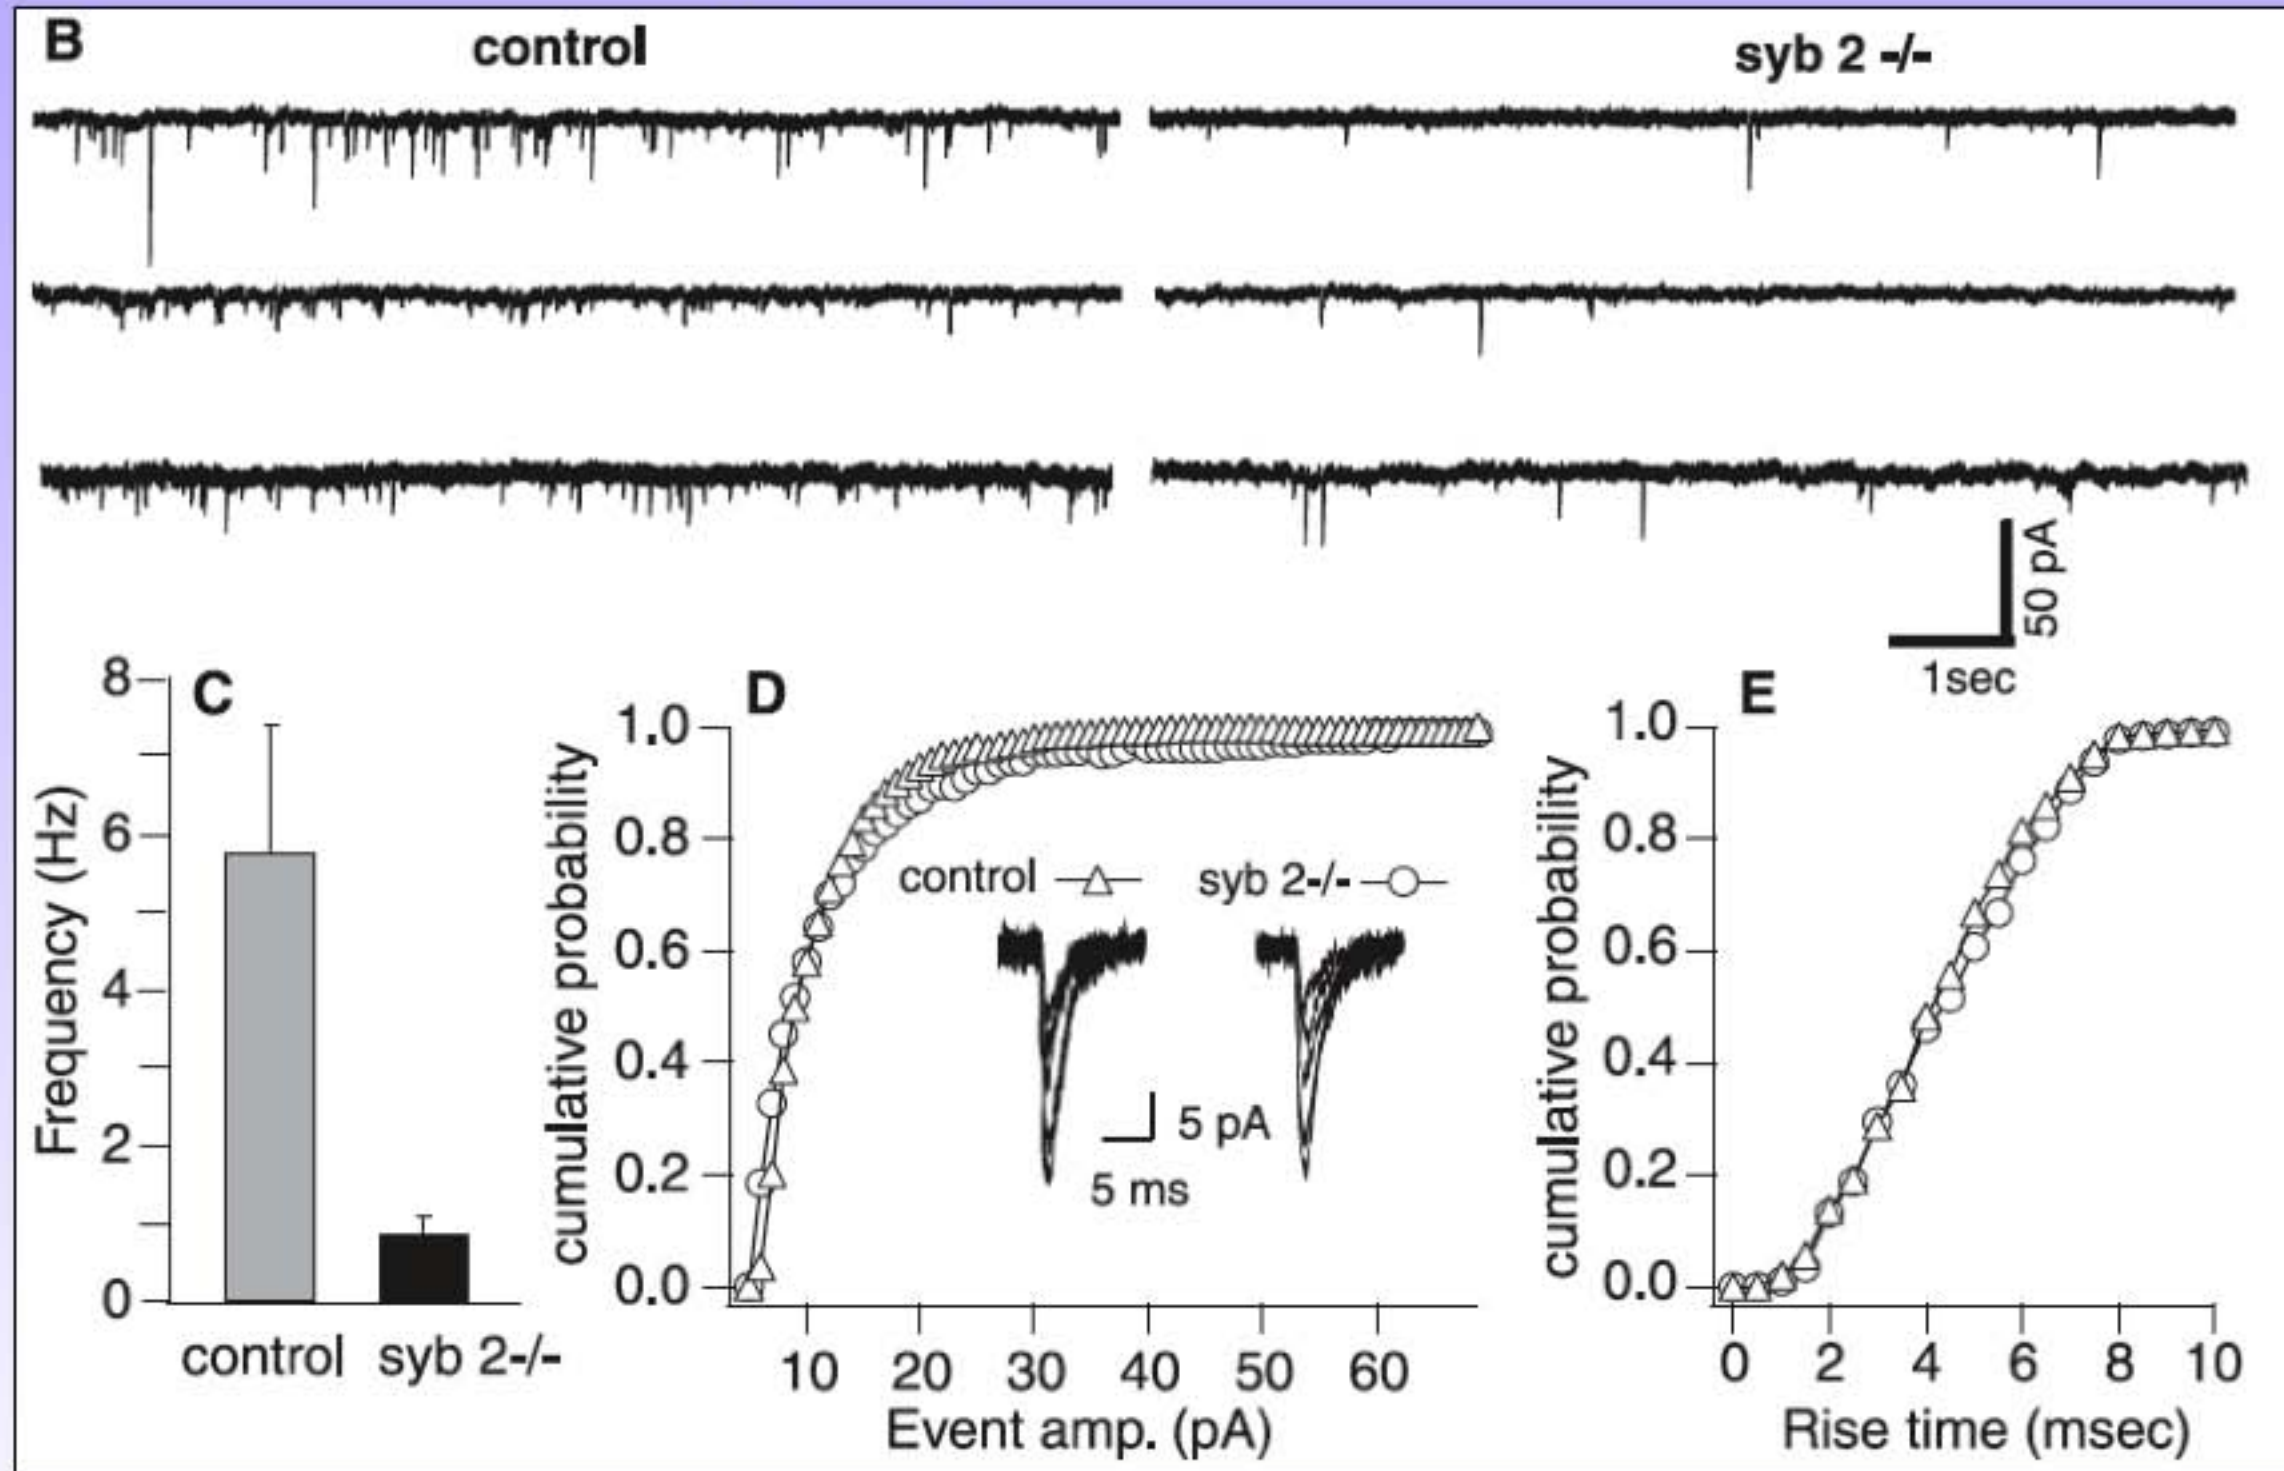 B
control
syb 2 -/-
50 pA
1sec
C
8
6
4
2
0
Frequency (Hz)
control syb 2-/-
D
1.0
0.8
0.6
0.4
0.2
0.0
cumulative probability
control
syb 2-/-
5 pA
5 ms
10 20 30 40 50 60
Event amp. (pA)
E
1.0
0.8
0.6
0.4
0.2
0.0
cumulative probability
0 2 4 6 8 10
Rise time (msec)